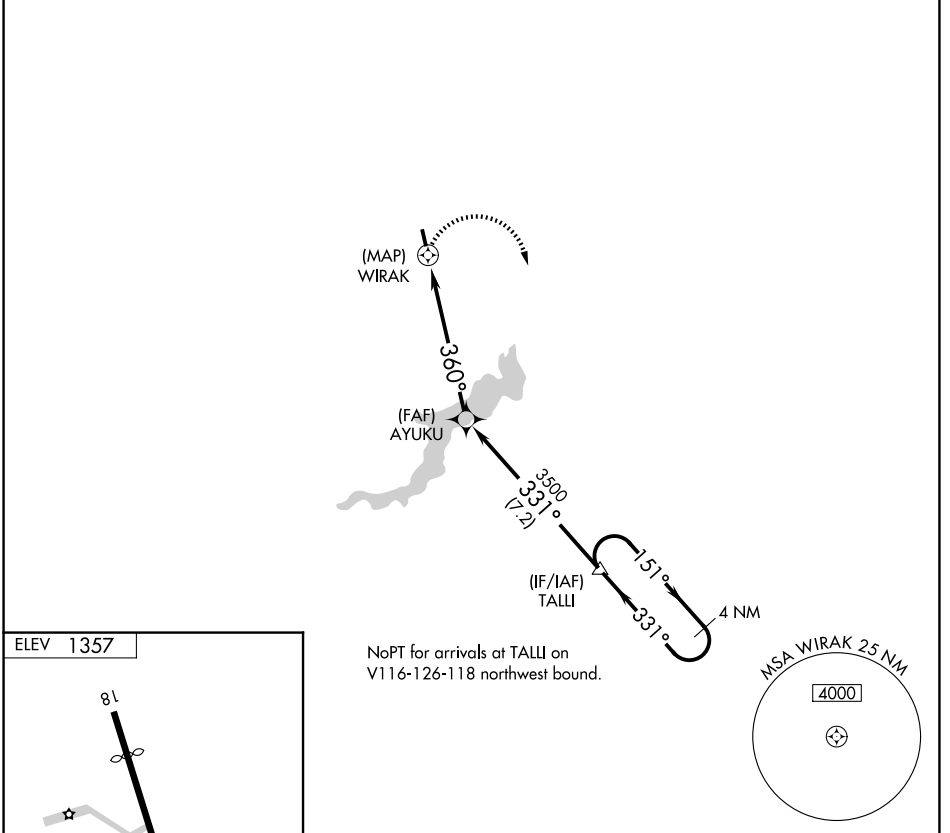 (MAP)
WIRAK
360°
(FAF)
AYUKU
3500
331°
(7.2)
(IF/IAF)
TALLI
151°
331°
4 NM
NoPT for arrivals at TALLI on
V116-126-118 northwest bound.
MSA WIRAK 25 NM
4000
ELEV 1357
18